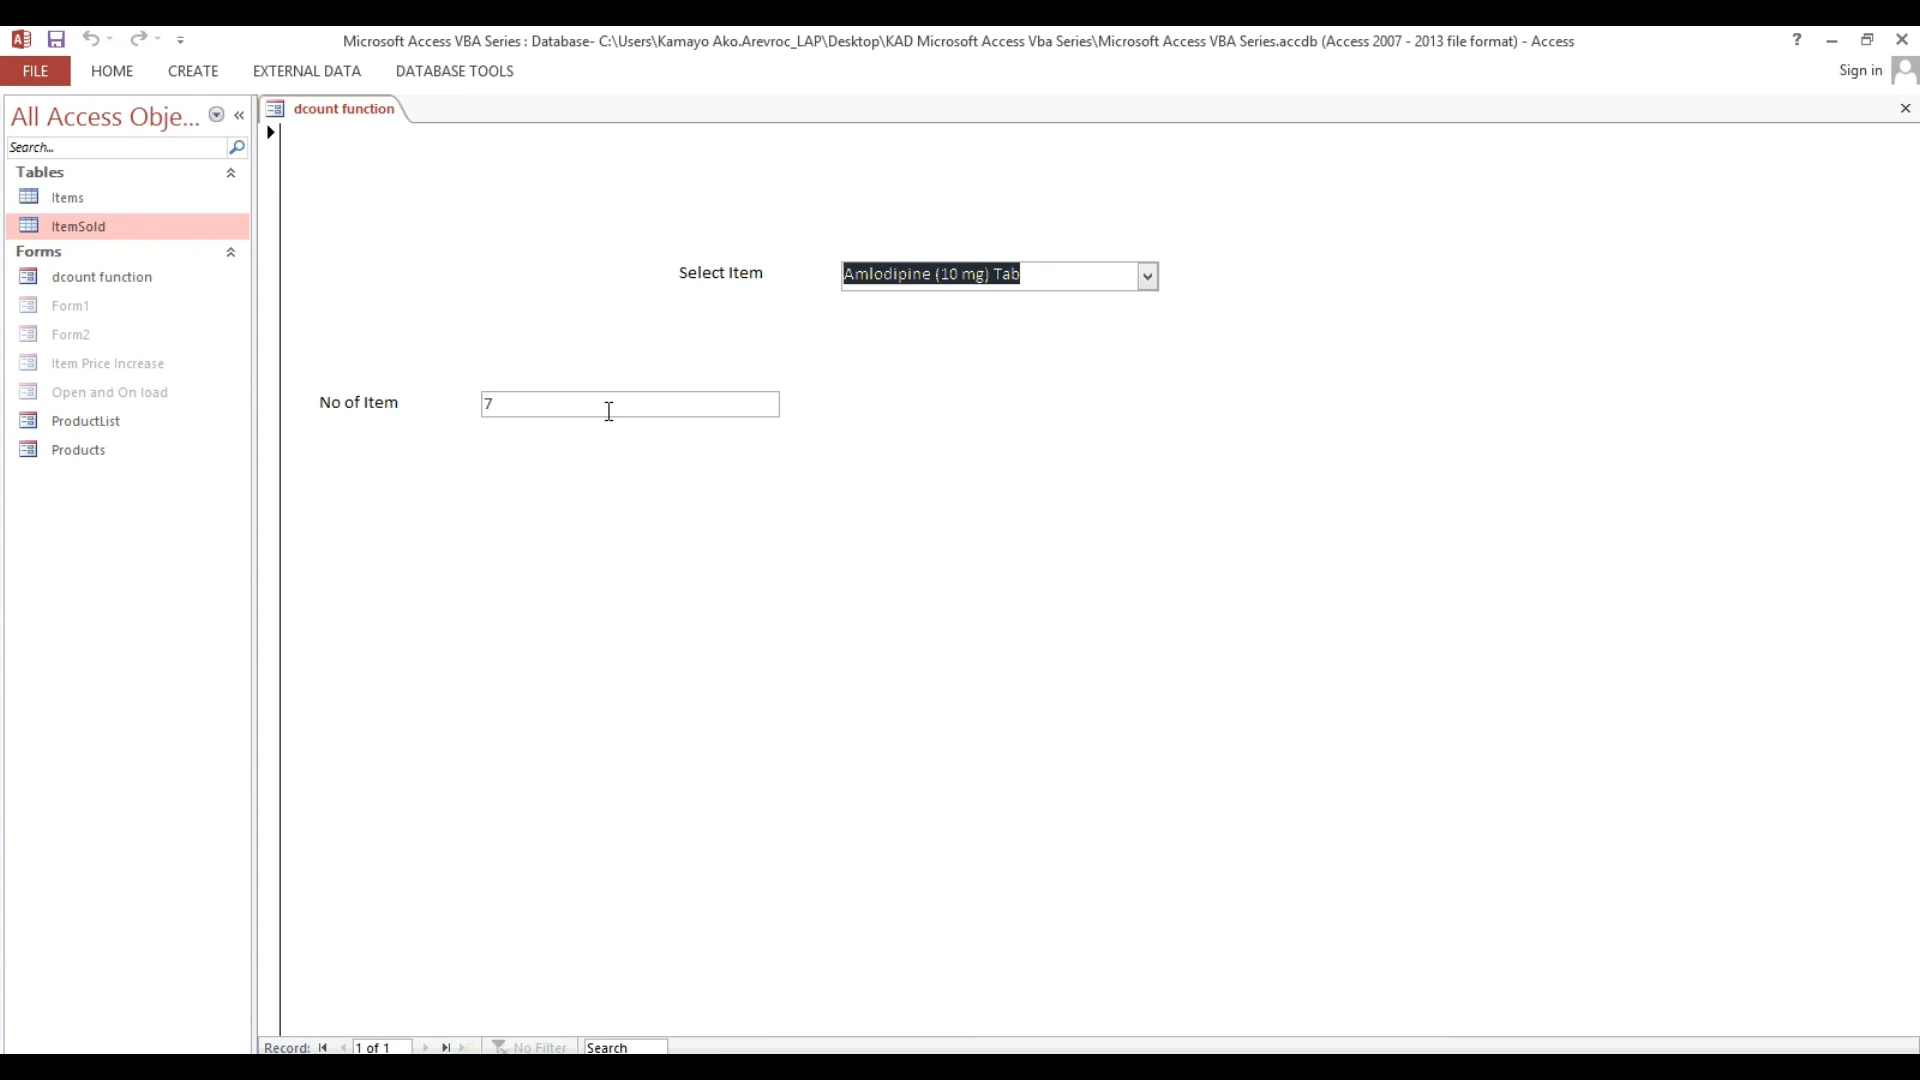 Microsoft Access VBA Series : Database- C:\Users\Kamayo Ako.Arevroc_LAP\Desktop\KAD Microsoft Access Vba Series\Microsoft Access VBA Series.accdb (Access 2007 - 2013 file format) - Access
?
FILE HOME CREATE EXTERNAL DATA DATABASE TOOLS
Sign in
All Access Obje...
dcount function
Search...
Tables
Items
ItemSold
Forms
dcount function
Form1
Form2
Item Price Increase
Open and On load
ProductList
Products
Select Item
Amlodipine (10 mg) Tab
No of Item
7
Record: 1 of 1 No Filter Search